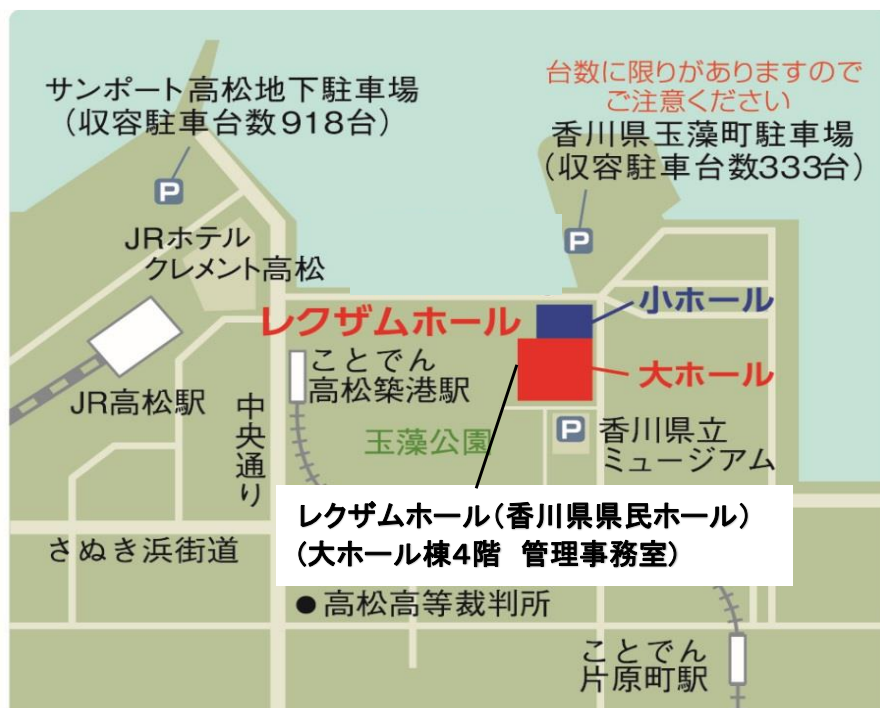 サンポート高松地下駐車場
（収容駐車台数918台）
P
台数に限りがありますので
ご注意ください
香川県玉藻町駐車場
（収容駐車台数333台）
P
JRホテル
クレメント高松
レクザムホール
小ホール
大ホール
ことでん
高松築港駅
JR高松駅
中央通り
玉藻公園
P
香川県立
ミュージアム
レクザムホール（香川県県民ホール）
（大ホール棟4階　管理事務室）
さぬき浜街道
●高松高等裁判所
ことでん
片原町駅